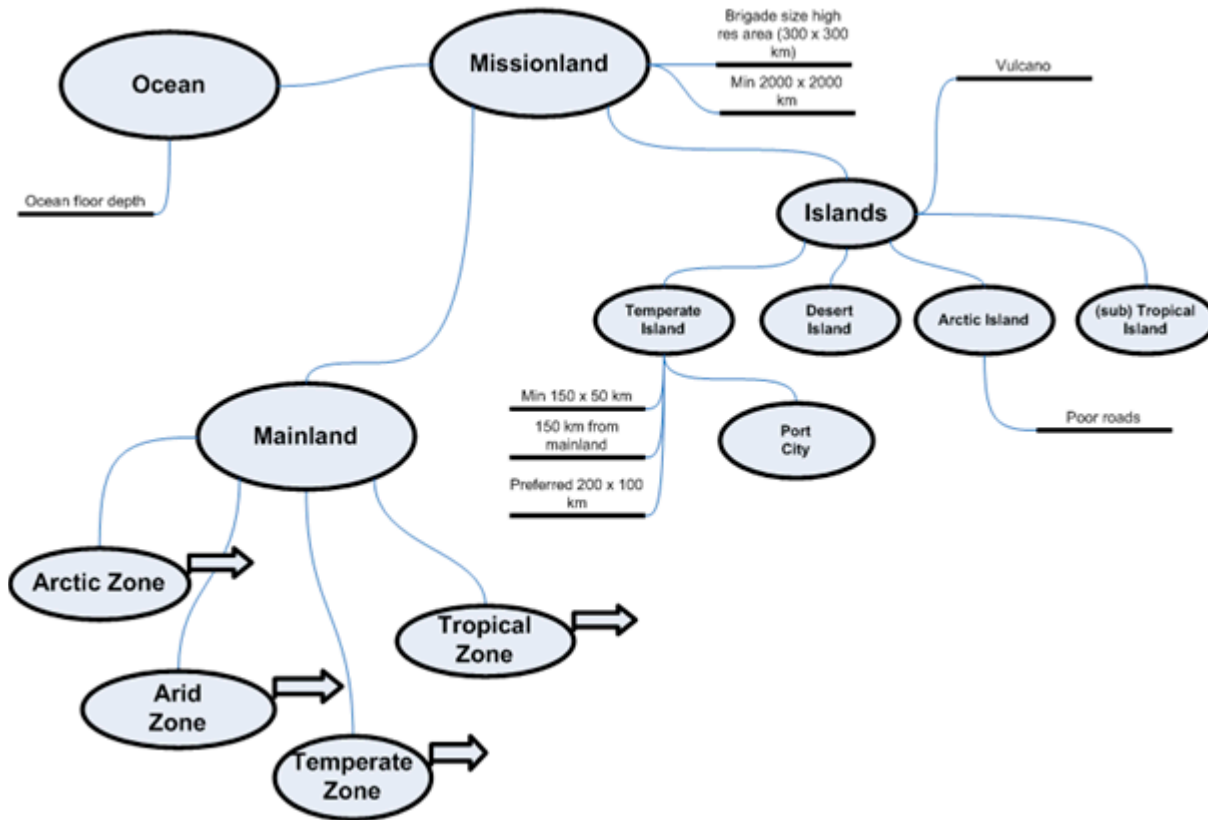 Ocean
Missionland
Brigade size high
res area (300 x 300
km)
Min 2000 x 2000
km
Vulcano
Ocean floor depth
Islands
Temperate
Island
Desert
Island
Arctic Island
(sub) Tropical
Island
Min 150 x 50 km
150 km from
mainland
Preferred 200 x 100
km
Port
City
Poor roads
Mainland
Arctic Zone
Tropical
Zone
Arid
Zone
Temperate
Zone